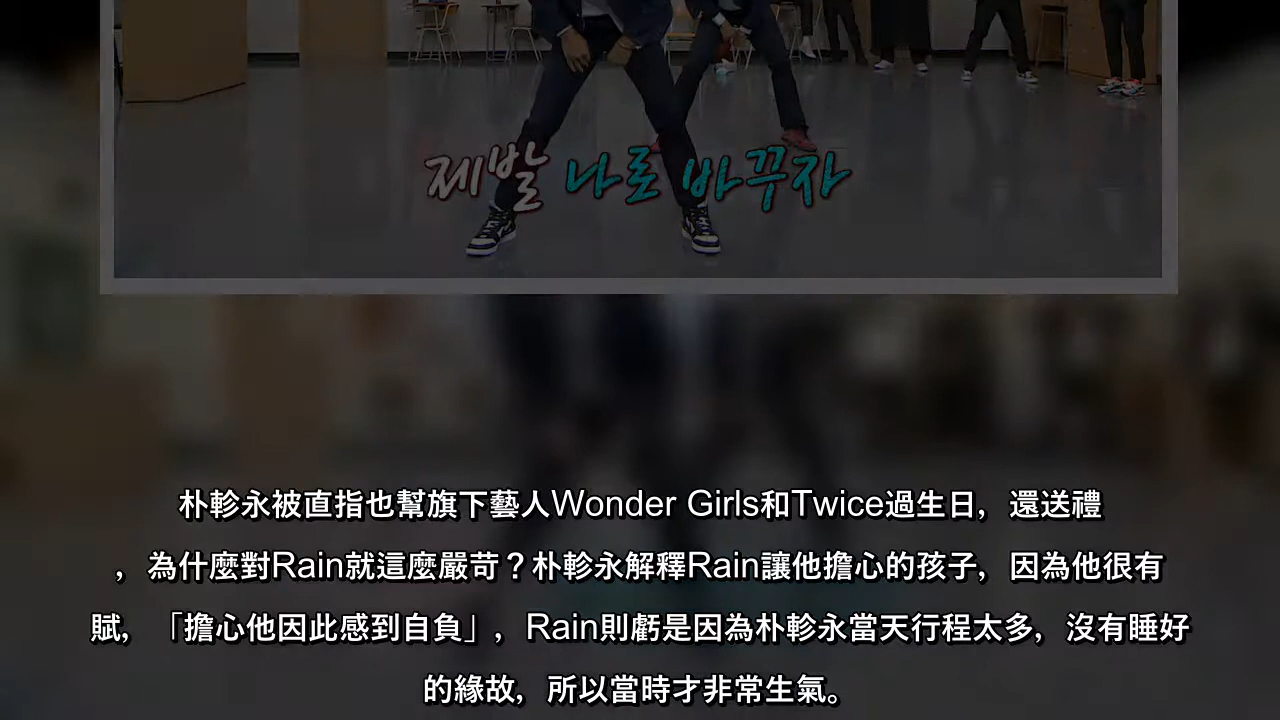 제발 나로 바꾸자
朴軫永被直指也幫旗下藝人Wonder Girls和Twice過生日，還送禮
，為什麼對Rain就這麼嚴苛？朴軫永解釋Rain讓他擔心的孩子，因為他很有
賦，「擔心他因此感到自負」，Rain則虧是因為朴軫永當天行程太多，沒有睡好
的緣故，所以當時才非常生氣。